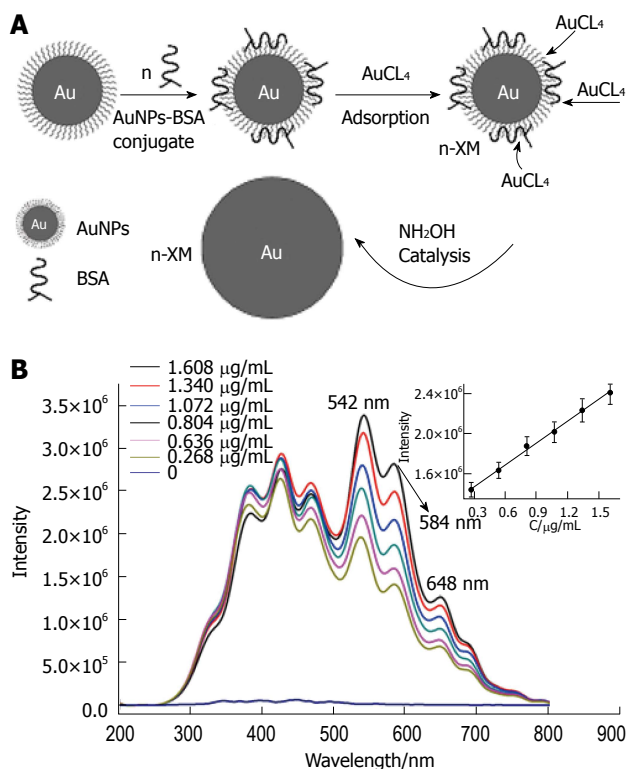 A
Au
n
AuNPs-BSA
conjugate
Au
AuCL₄
Adsorption
Au
n-XM
AuCL₄
AuCL₄
AuCL₄
Au
AuNPs
BSA
n-XM
Au
NH₂OH
Catalysis
B
1.608 μg/mL
1.340 μg/mL
1.072 μg/mL
0.804 μg/mL
0.636 μg/mL
0.268 μg/mL
0
3.5×10⁶
3.0×10⁶
2.5×10⁶
2.0×10⁶
1.5×10⁶
1.0×10⁶
5.0×10⁵
0.0
Intensity
542 nm
584 nm
648 nm
2.4×10⁶
2.0×10⁶
1.6×10⁶
Intensity
0.3 0.6 0.9 1.2 1.5
C/μg/mL
200 300 400 500 600 700 800 900
Wavelength/nm